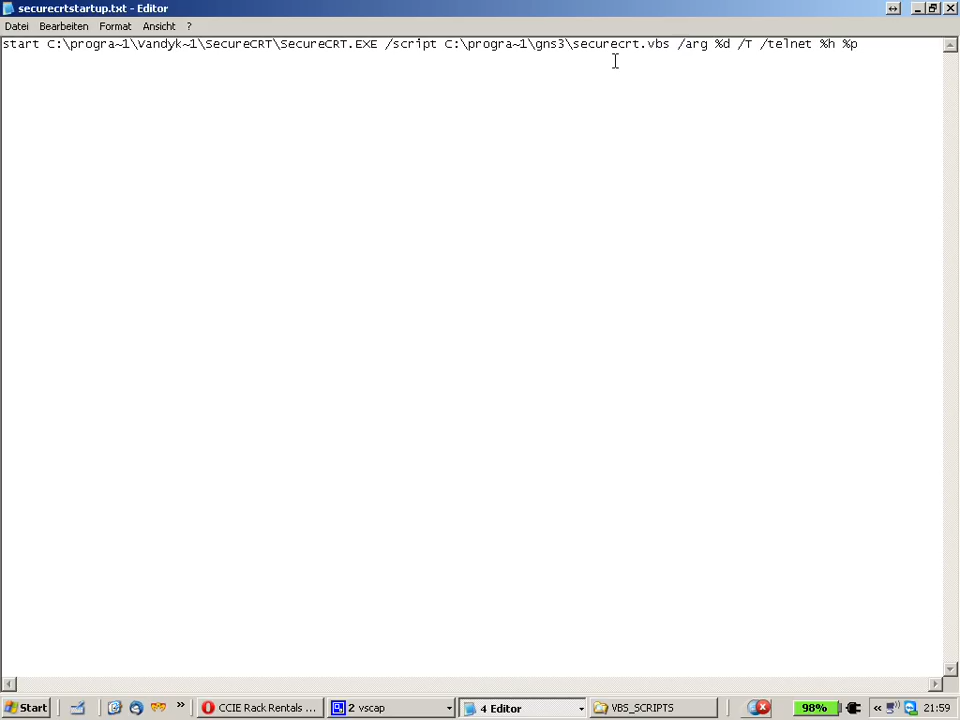 securecrtstartup.txt - Editor
Datei Bearbeiten Format Ansicht ?
start C:\progra~1\Vandyk~1\SecureCRT\SecureCRT.EXE /script C:\progra~1\gns3\securecrt.vbs /arg %d /T /telnet %h %p
Start » CCIE Rack Rentals ... 2 vscap 4 Editor VBS_SCRIPTS 98% « 21:59